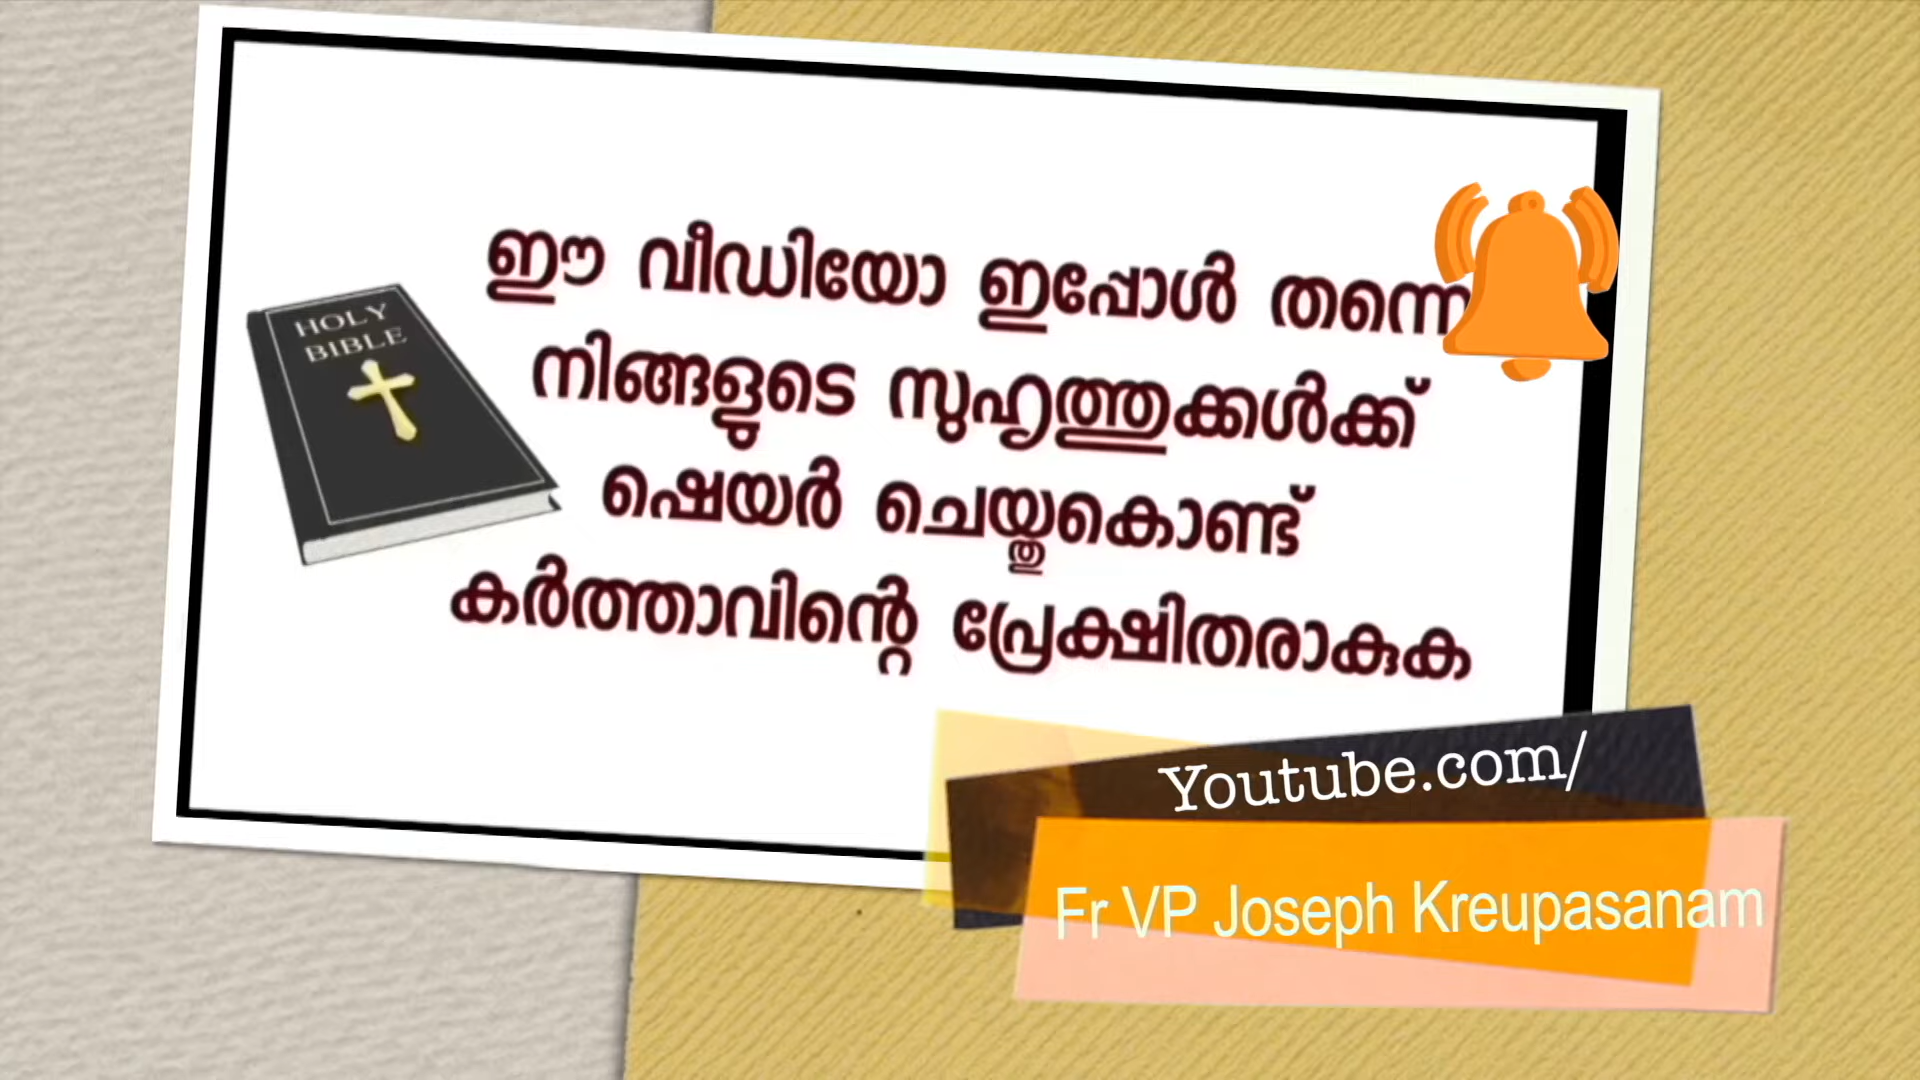 HOLY
BIBLE
ഈ വീഡിയോ ഇപ്പോൾ തന്നെ
നിങ്ങളുടെ സുഹൃത്തുക്കൾക്ക്
ഷെയർ ചെയ്തുകൊണ്ട്
കർത്താവിന്റെ പ്രേക്ഷിതരാകുക
Youtube.com/
Fr VP Joseph Kreupasanam